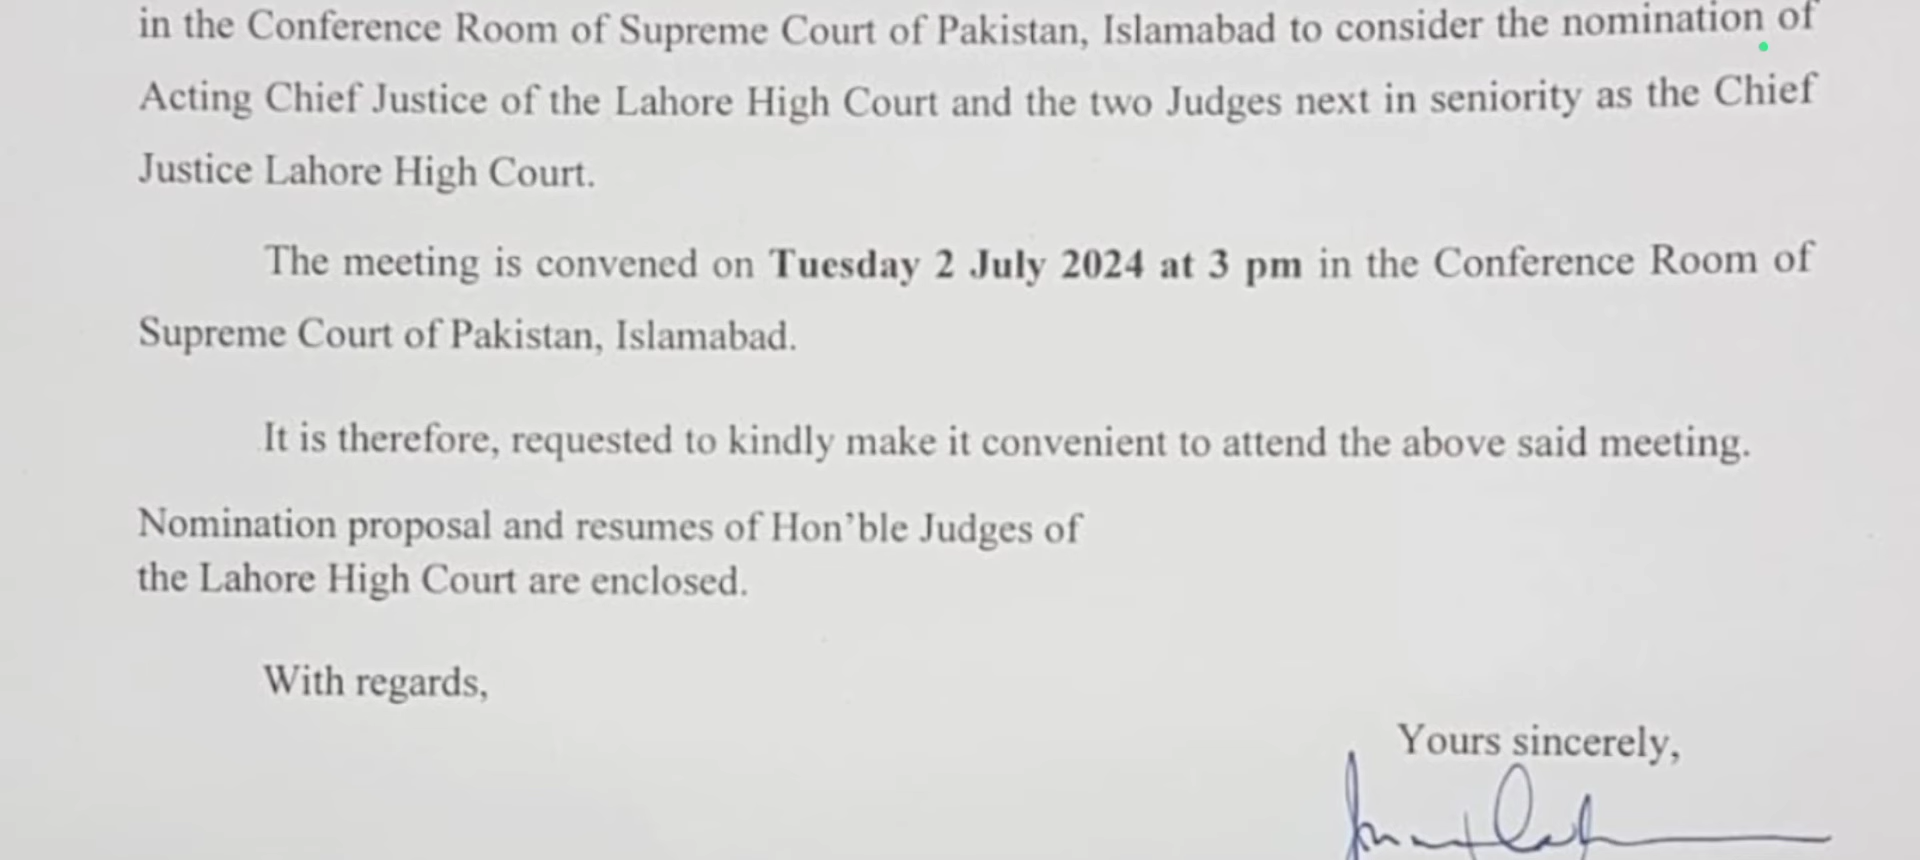 in the Conference Room of Supreme Court of Pakistan, Islamabad to consider the nomination of
Acting Chief Justice of the Lahore High Court and the two Judges next in seniority as the Chief
Justice Lahore High Court.
The meeting is convened on Tuesday 2 July 2024 at 3 pm in the Conference Room of
Supreme Court of Pakistan, Islamabad.
It is therefore, requested to kindly make it convenient to attend the above said meeting.
Nomination proposal and resumes of Hon’ble Judges of
the Lahore High Court are enclosed.
With regards,
Yours sincerely,